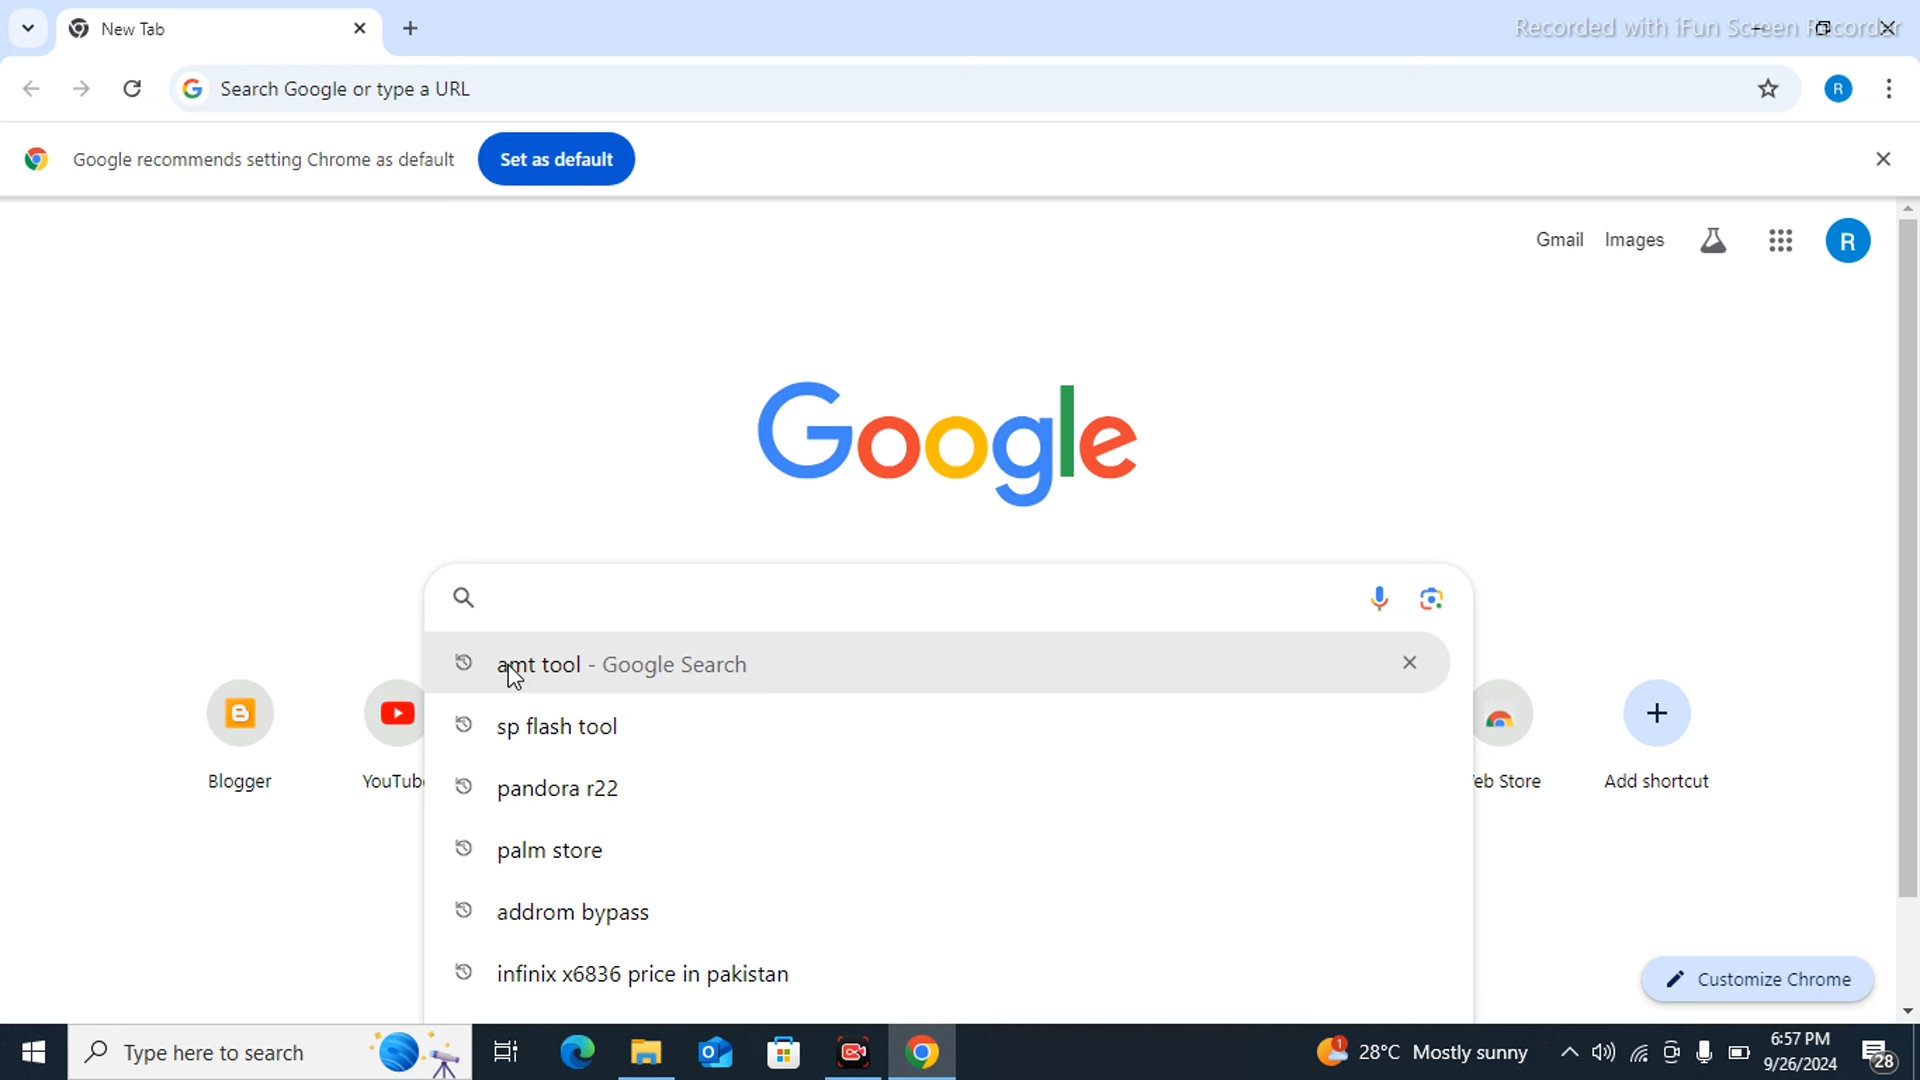 New Tab
Recorded with iFun Screen Recorder
Search Google or type a URL
R
Google recommends setting Chrome as default
Set as default
Gmail
Images
R
Google
amt tool - Google Search
sp flash tool
pandora r22
palm store
addrom bypass
infinix x6836 price in pakistan
Blogger
YouTube
eb Store
Add shortcut
Customize Chrome
Type here to search
1
28°C Mostly sunny
6:57 PM
9/26/2024
28